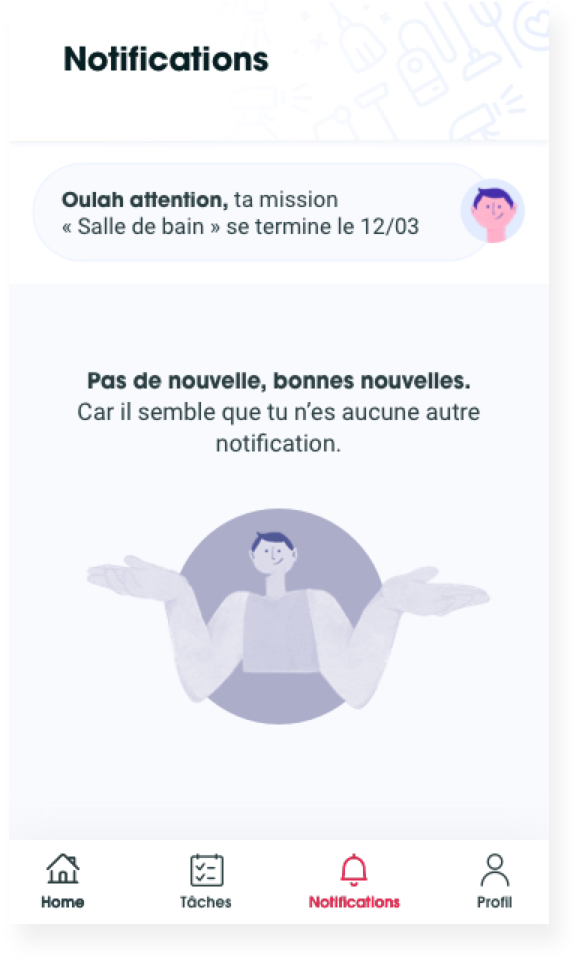 Notifications
Oulah attention, ta mission
« Salle de bain » se termine le 12/03
Pas de nouvelle, bonnes nouvelles.
Car il semble que tu n’es aucune autre
notification.
Home
Tâches
Notifications
Profil